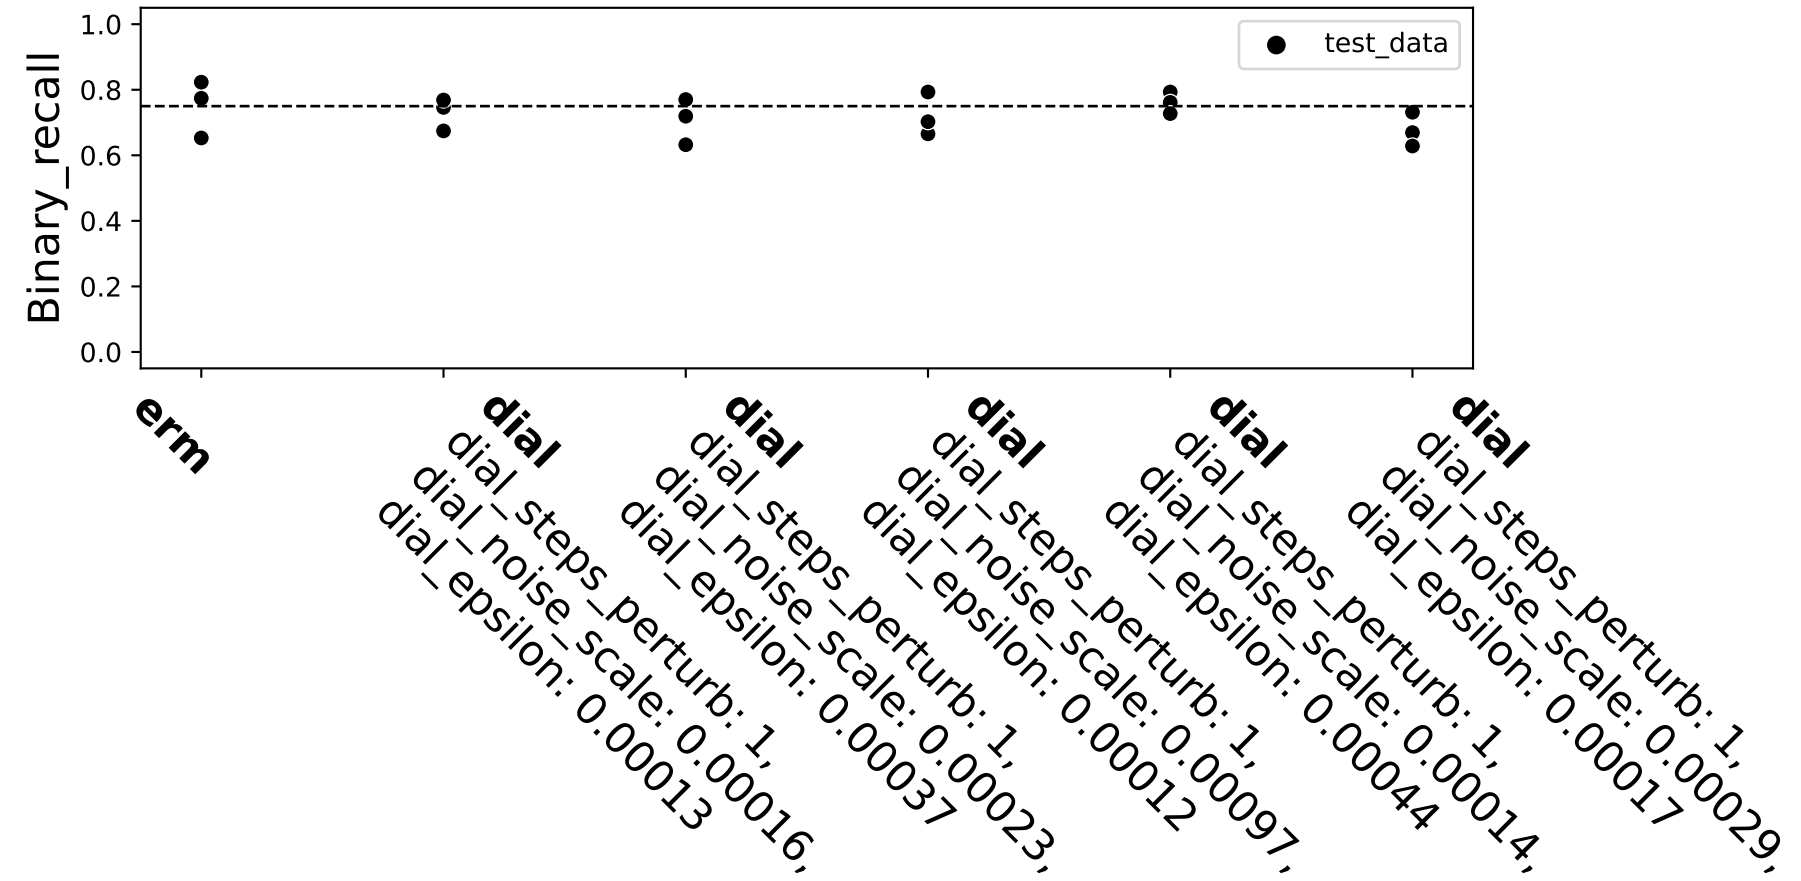 Binary_recall
1.0
0.8
0.6
0.4
0.2
0.0
test_data
erm
dial
dial_steps_perturb: 1,
dial_noise_scale: 0.00016,
dial_epsilon: 0.00013
dial
dial_steps_perturb: 1,
dial_noise_scale: 0.00023,
dial_epsilon: 0.00037
dial
dial_steps_perturb: 1,
dial_noise_scale: 0.00097,
dial_epsilon: 0.00012
dial
dial_steps_perturb: 1,
dial_noise_scale: 0.00014,
dial_epsilon: 0.00044
dial
dial_steps_perturb: 1,
dial_noise_scale: 0.00029,
dial_epsilon: 0.00017